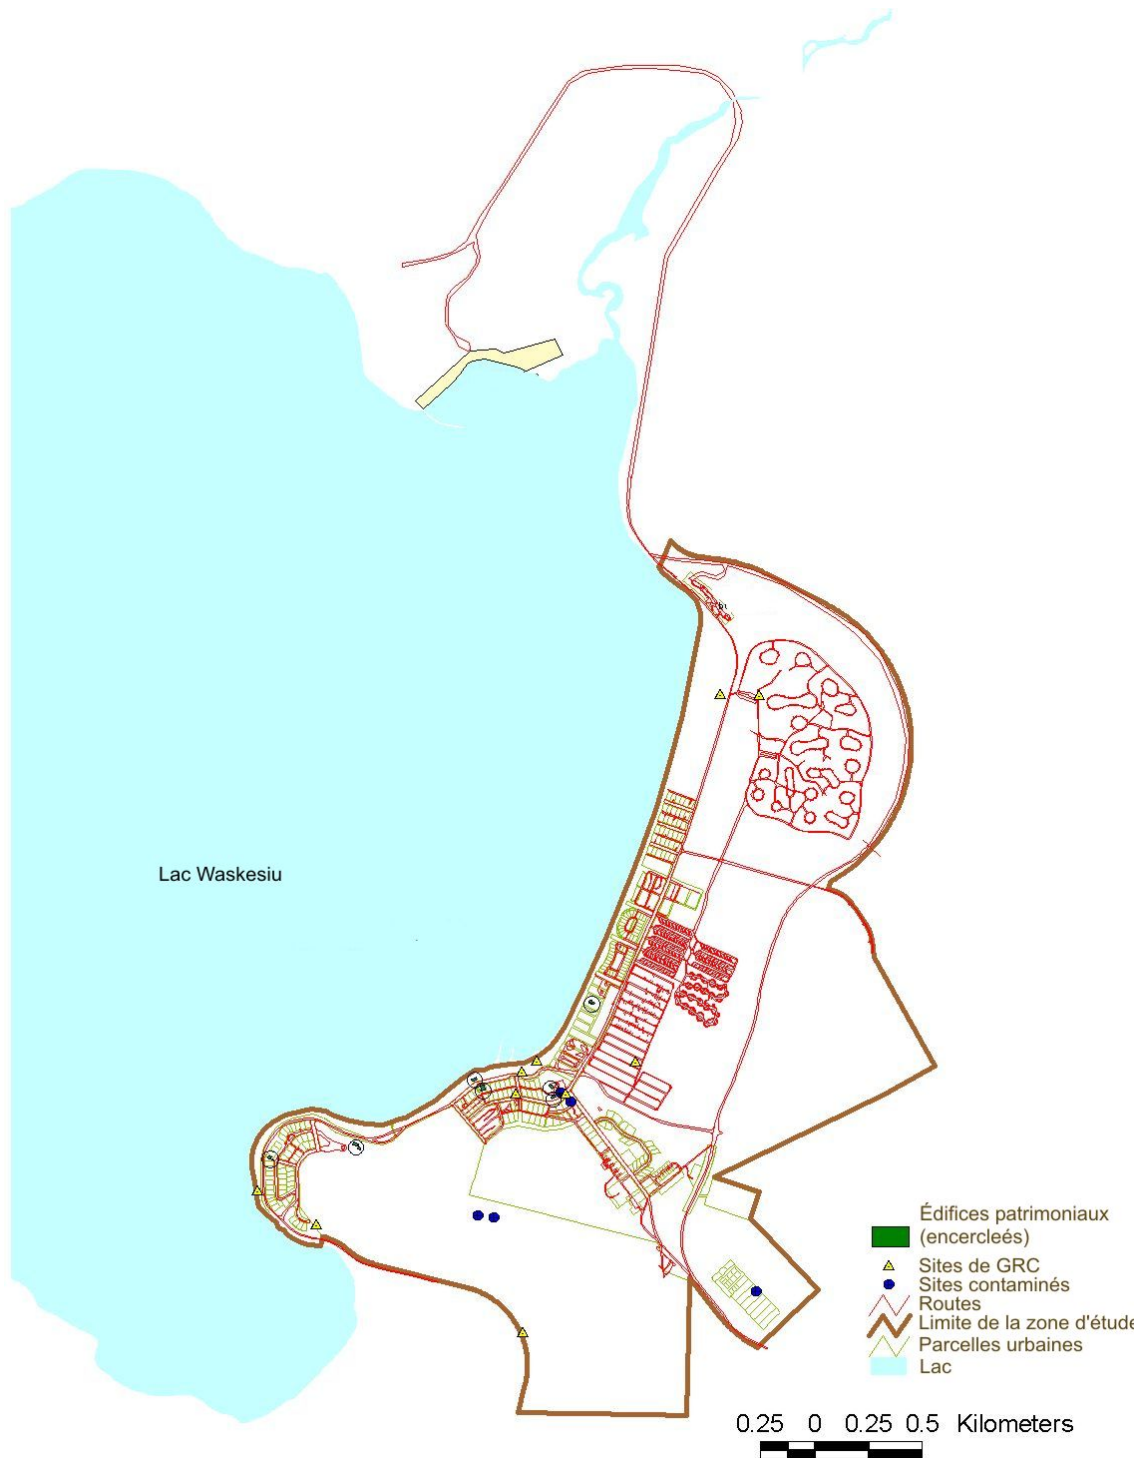 Lac Waskesiu
Édifices patrimoniaux
(encercleés)
Sites de GRC
Sites contaminés
Routes
Limite de la zone d'étude
Parcelles urbaines
Lac
0.25 0 0.25 0.5 Kilometers